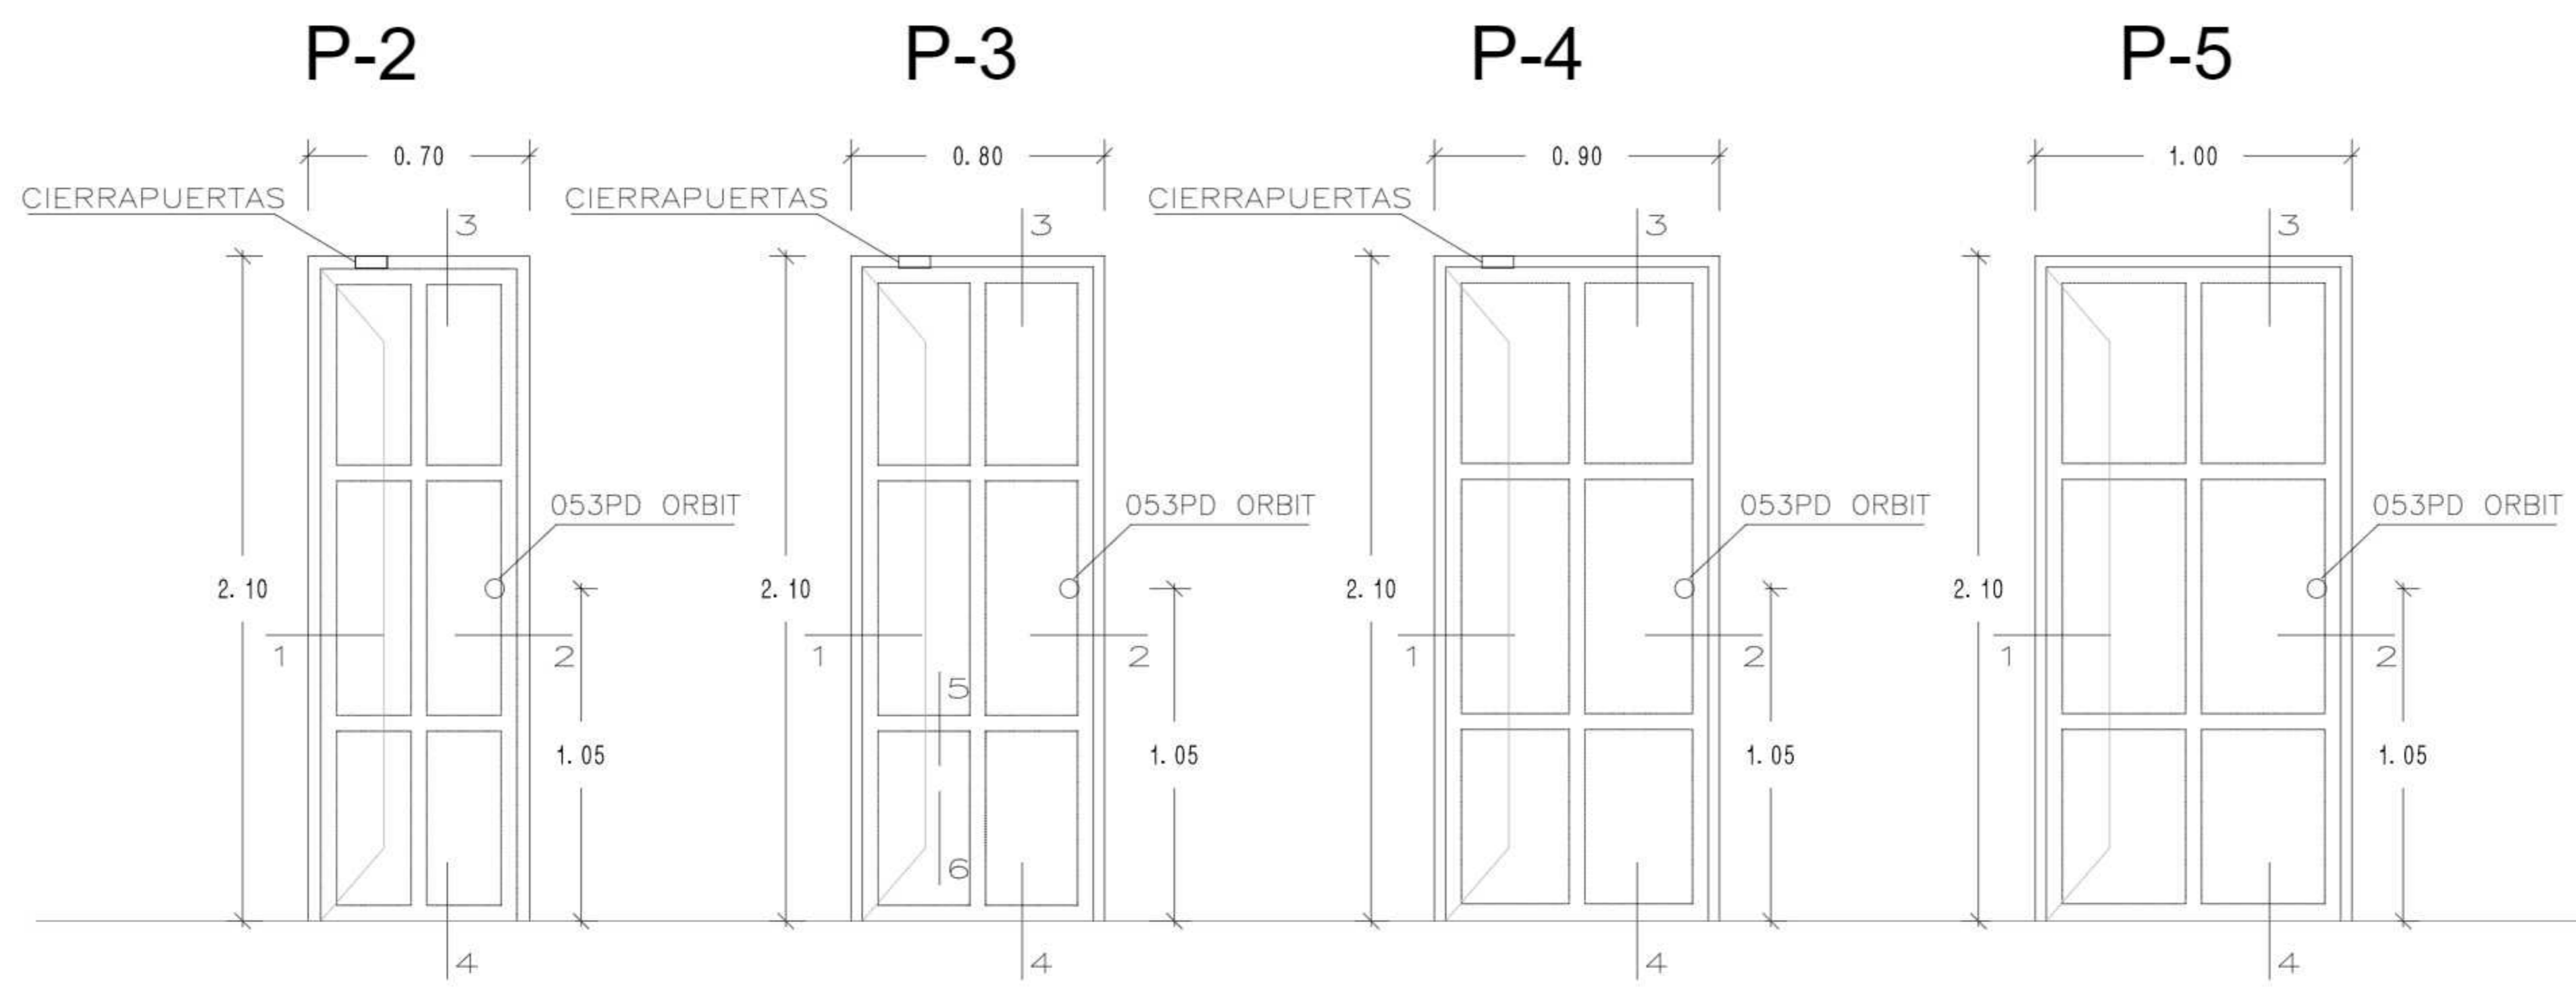 P-2 P-3 P-4 P-5
0.70 0.80 0.90 1.00
CIERRAPUERTAS CIERRAPUERTAS CIERRAPUERTAS
3 3 3 3
053PD ORBIT 053PD ORBIT 053PD ORBIT 053PD ORBIT
2.10 2.10 2.10 2.10
1 2 1 2 1 2 1 2
5
1.05 1.05 1.05 1.05
6
4 4 4 4